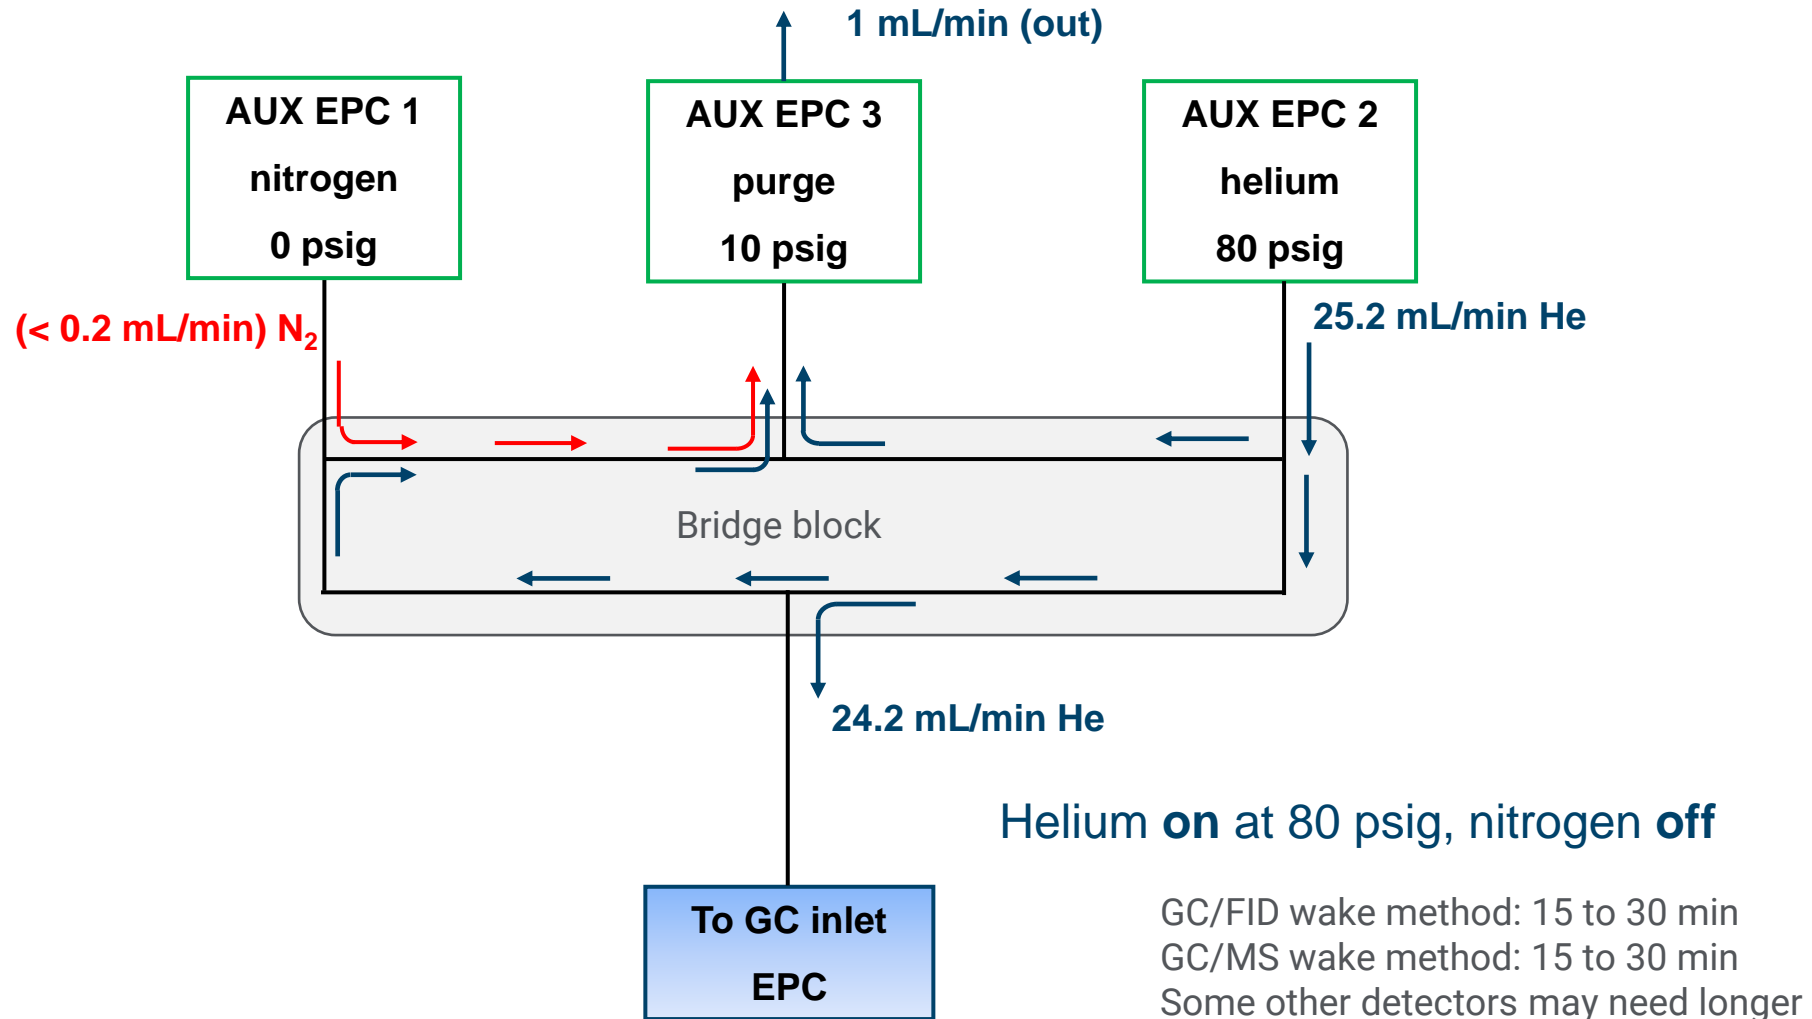 1 mL/min (out)
AUX EPC 1
nitrogen
0 psig
AUX EPC 3
purge
10 psig
AUX EPC 2
helium
80 psig
(< 0.2 mL/min) N₂
25.2 mL/min He
Bridge block
24.2 mL/min He
Helium on at 80 psig, nitrogen off
To GC inlet
EPC
GC/FID wake method: 15 to 30 min
GC/MS wake method: 15 to 30 min
Some other detectors may need longer